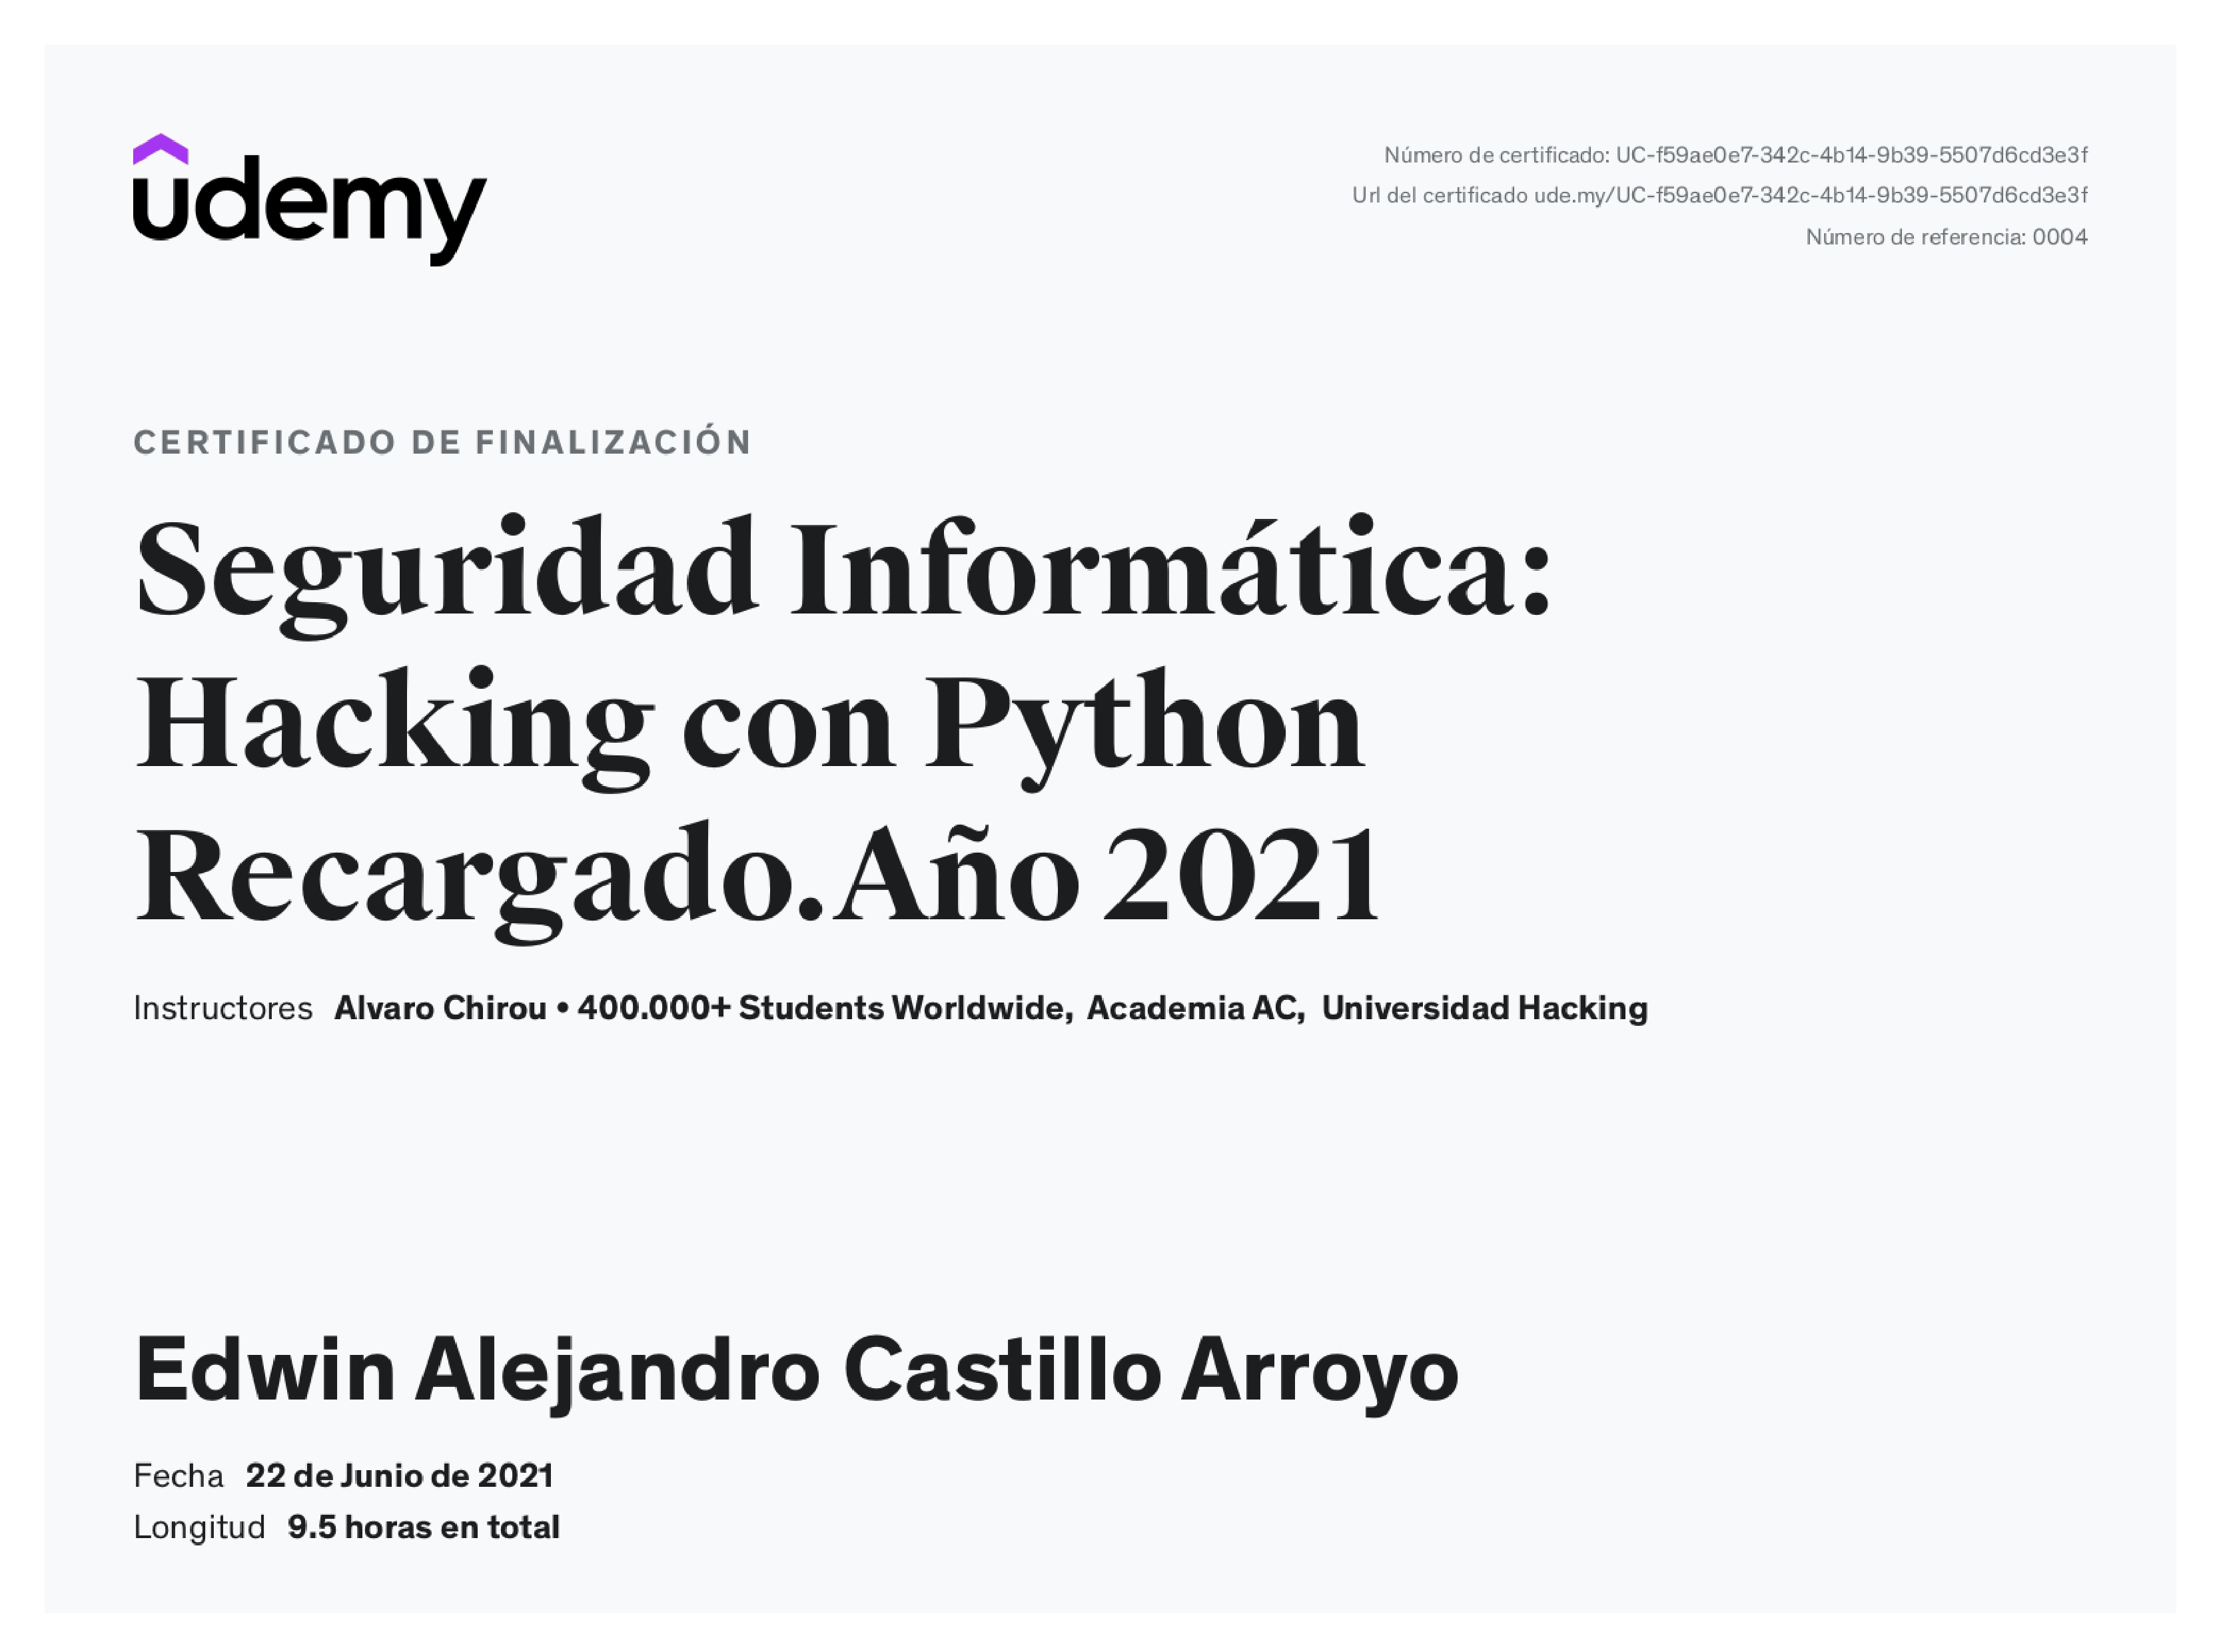 udemy
Número de certificado: UC-f59ae0e7-342c-4b14-9b39-5507d6cd3e3f
Url del certificado ude.my/UC-f59ae0e7-342c-4b14-9b39-5507d6cd3e3f
Número de referencia: 0004
CERTIFICADO DE FINALIZACIÓN
Seguridad Informática:
Hacking con Python
Recargado.Año 2021
Instructores Alvaro Chirou • 400.000+ Students Worldwide, Academia AC, Universidad Hacking
Edwin Alejandro Castillo Arroyo
Fecha 22 de Junio de 2021
Longitud 9.5 horas en total